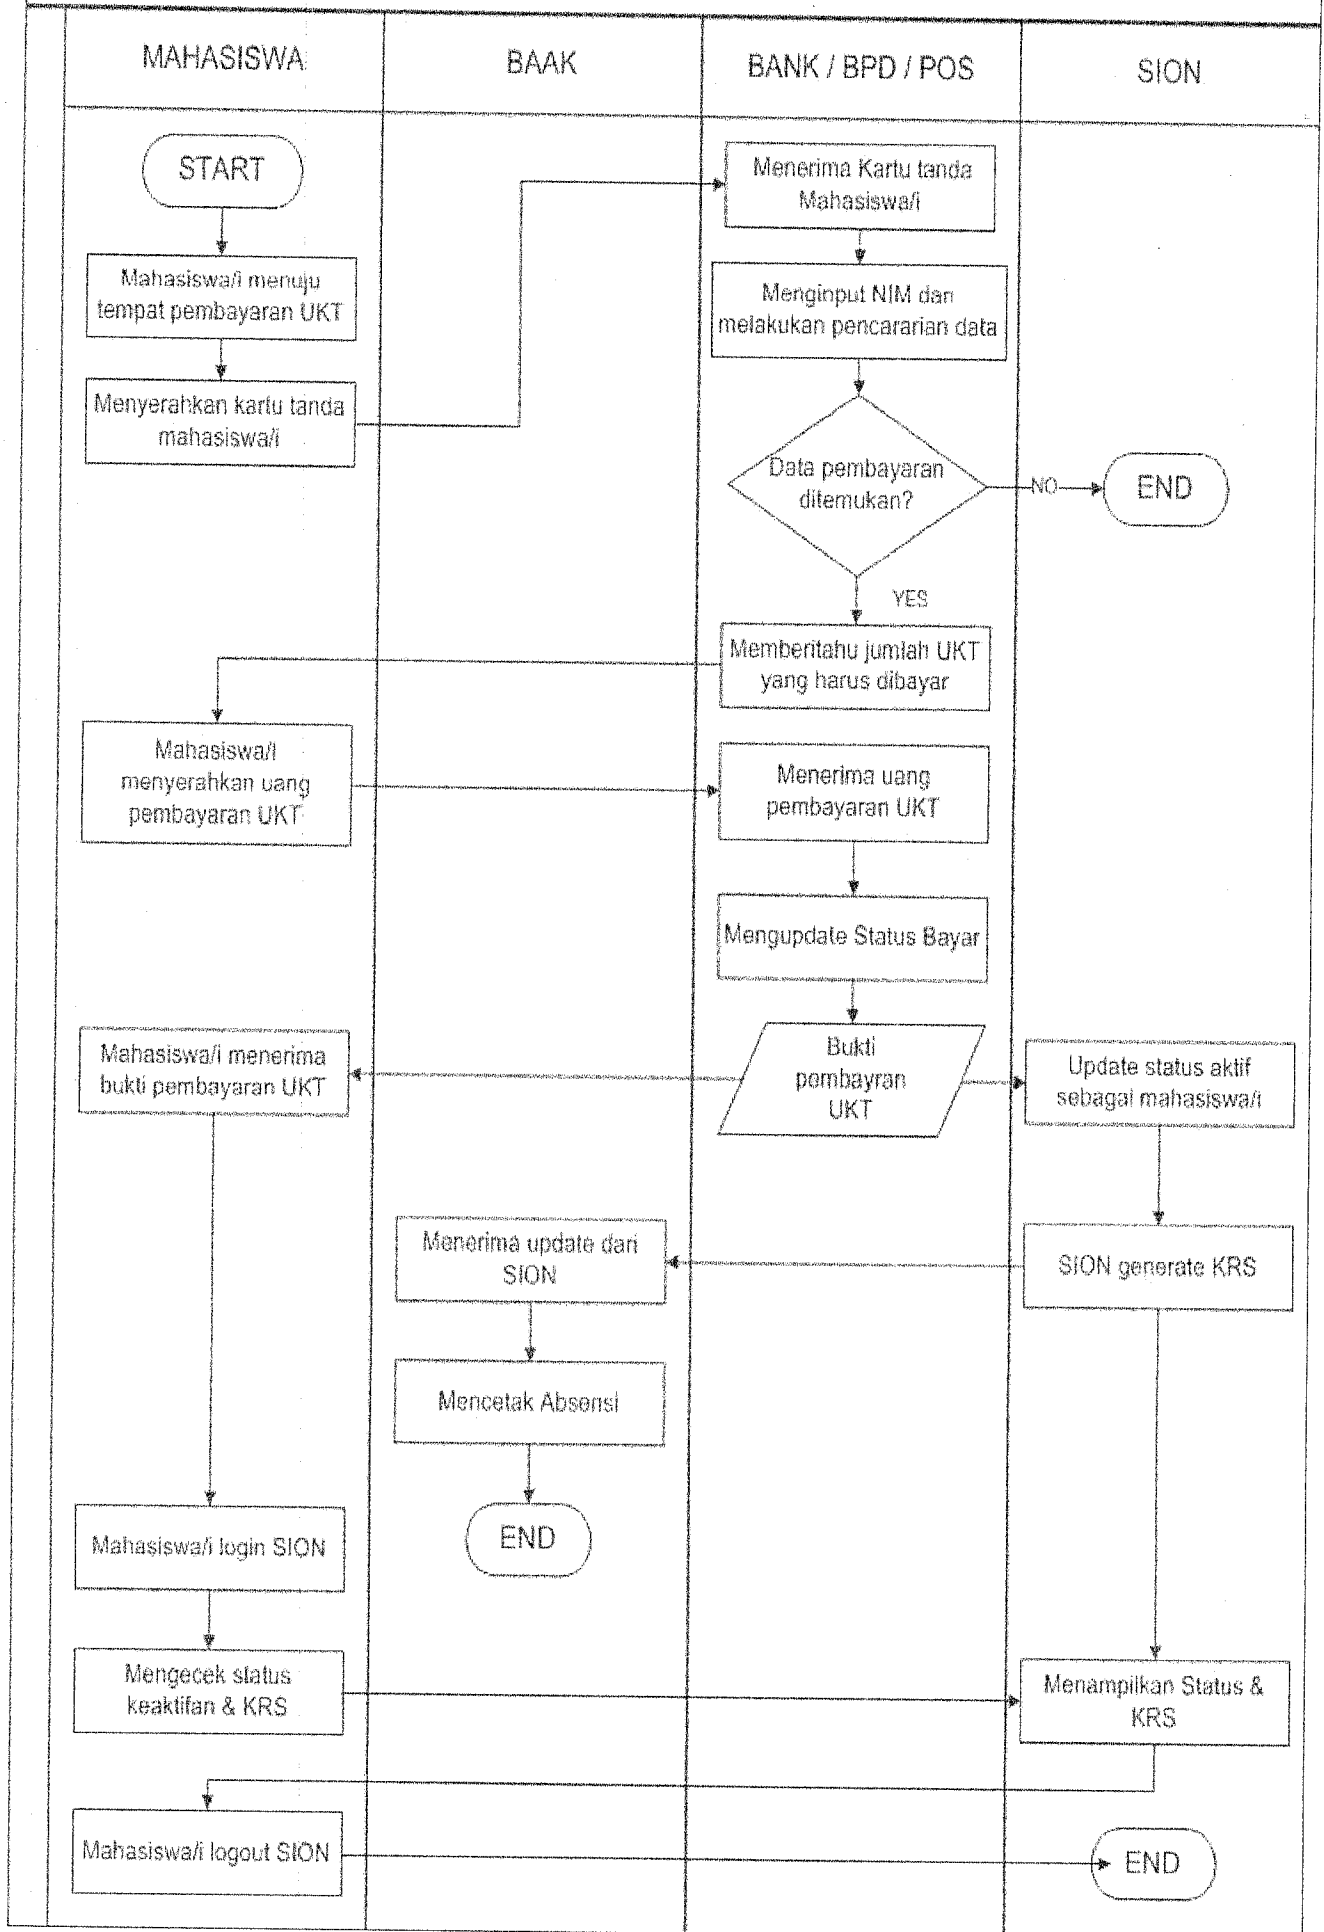 MAHASISWA
BAAK
BANK / BPD / POS
SION
START
Menerima Kartu tanda
Mahasiswa/i
Mahasiswa/i menuju
tempat pembayaran UKT
Menginput NIM dan
melakukan pencararian data
Menyerahkan kartu tanda
mahasiswa/i
Data pembayaran
ditemukan?
NO
END
YES
Memberitahu jumlah UKT
yang harus dibayar
Mahasiswa/i
menyerahkan uang
pembayaran UKT
Menerima uang
pembayaran UKT
Mengupdate Status Bayar
Mahasiswa/i menerima
bukti pembayaran UKT
Bukti
pembayran
UKT
Update status aktif
sebagai mahasiswa/i
Menerima update dari
SION
SION generate KRS
Mencetak Absensi
END
Mahasiswa/i login SION
Mengecek status
keaktifan & KRS
Menampilkan Status &
KRS
Mahasiswa/i logout SION
END